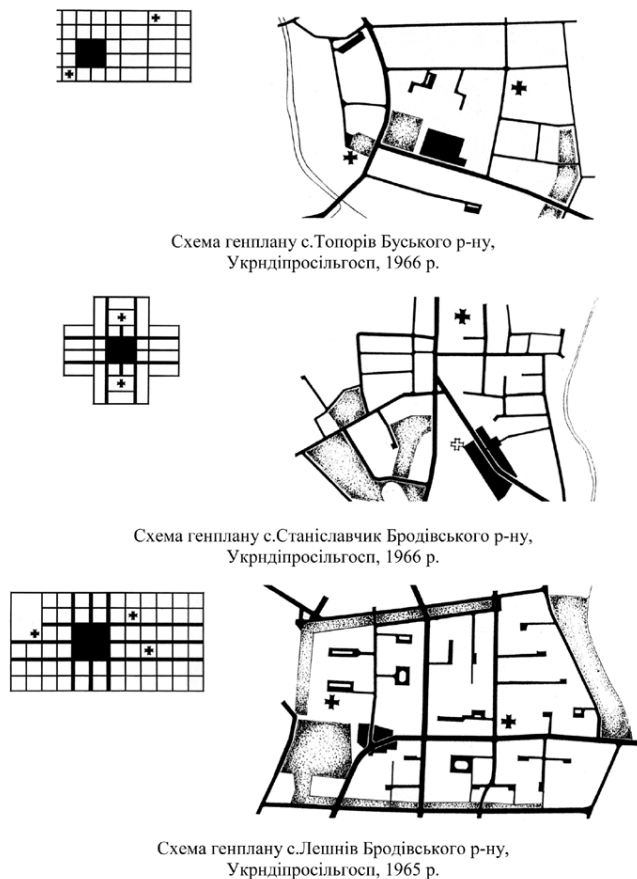 Схема генплану с.Топорів Буського р-ну,
Укрндіпросільгосп, 1966 р.
Схема генплану с.Станіславчик Бродівського р-ну,
Укрндіпросільгосп, 1966 р.
Схема генплану с.Лешнів Бродівського р-ну,
Укрндіпросільгосп, 1965 р.